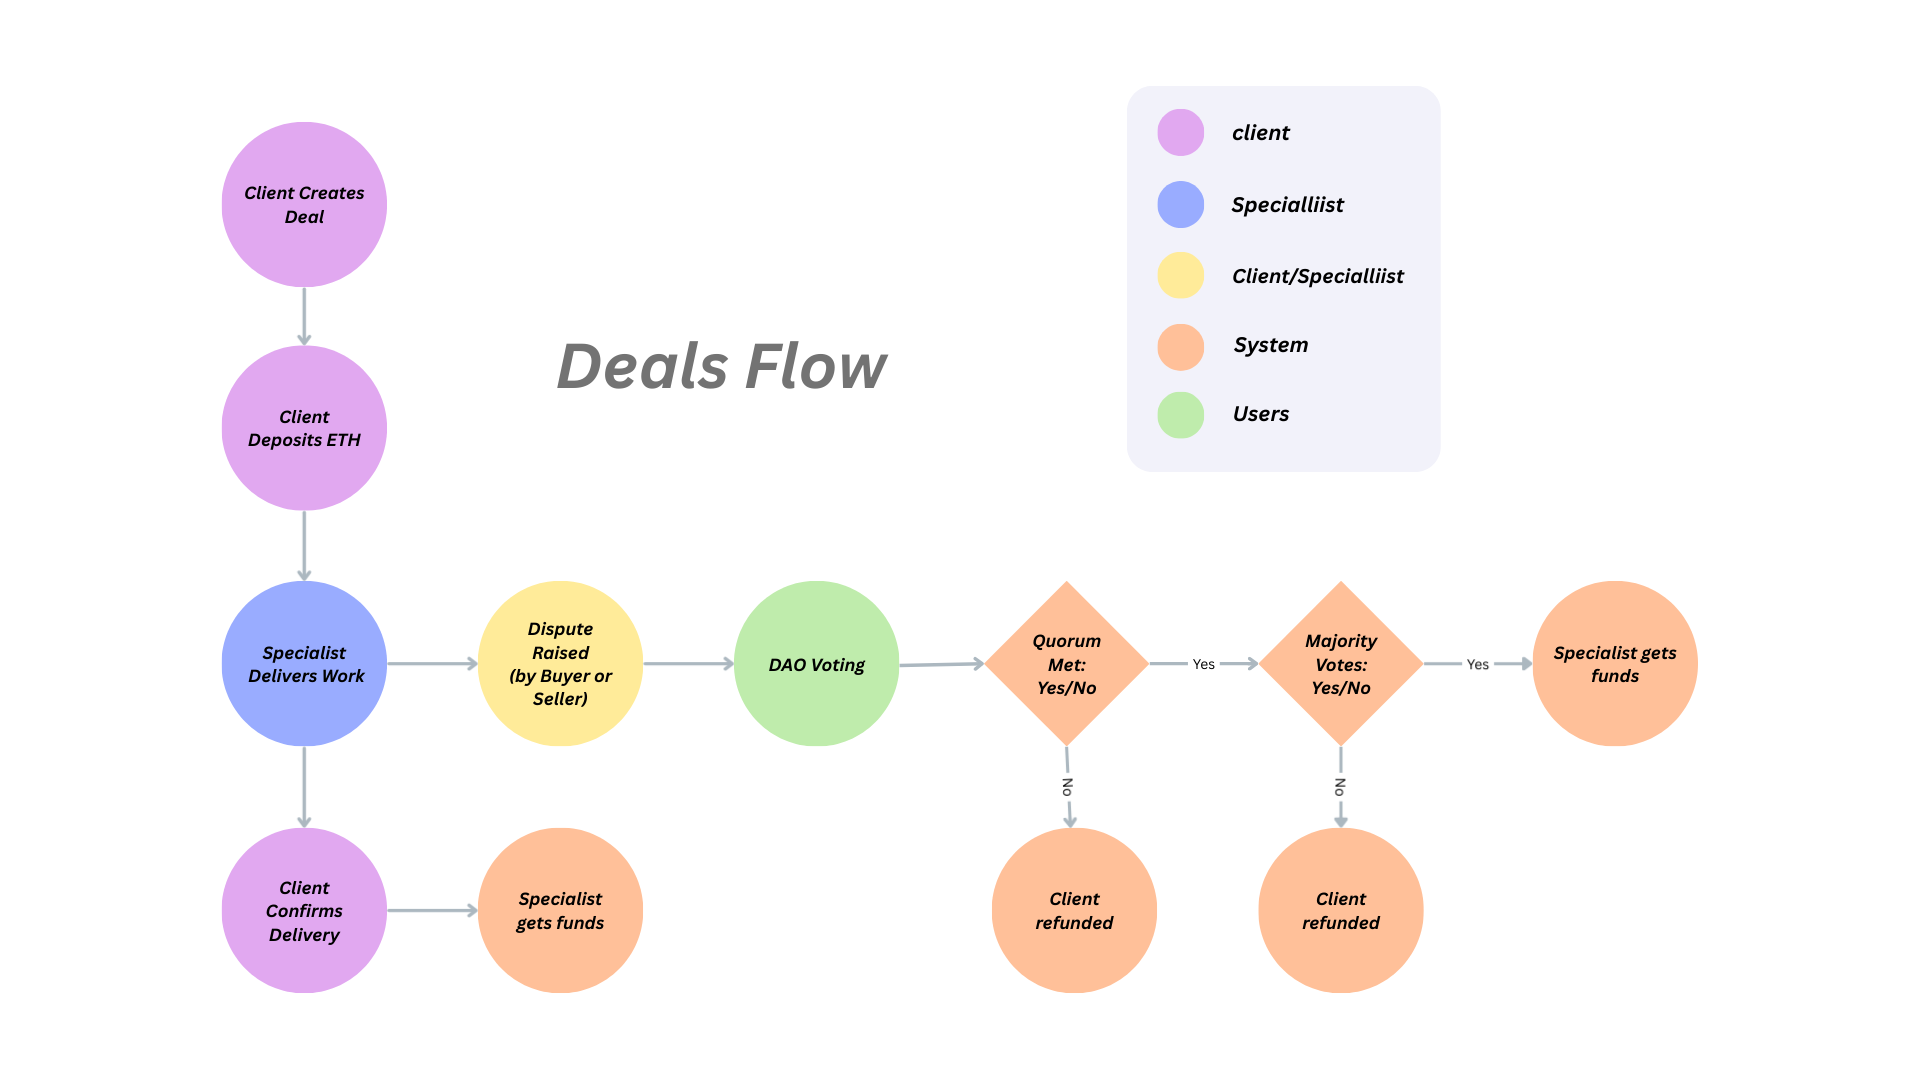 Client Creates
Deal
Client
Deposits ETH
Deals Flow
client
Specialliist
Client/Specialliist
System
Users
Specialist
Delivers Work
Dispute
Raised
(by Buyer or
Seller)
DAO Voting
Quorum
Met:
Yes/No
Yes
Majority
Votes:
Yes/No
Yes
Specialist gets
funds
No
No
Client
Confirms
Delivery
Specialist
gets funds
Client
refunded
Client
refunded